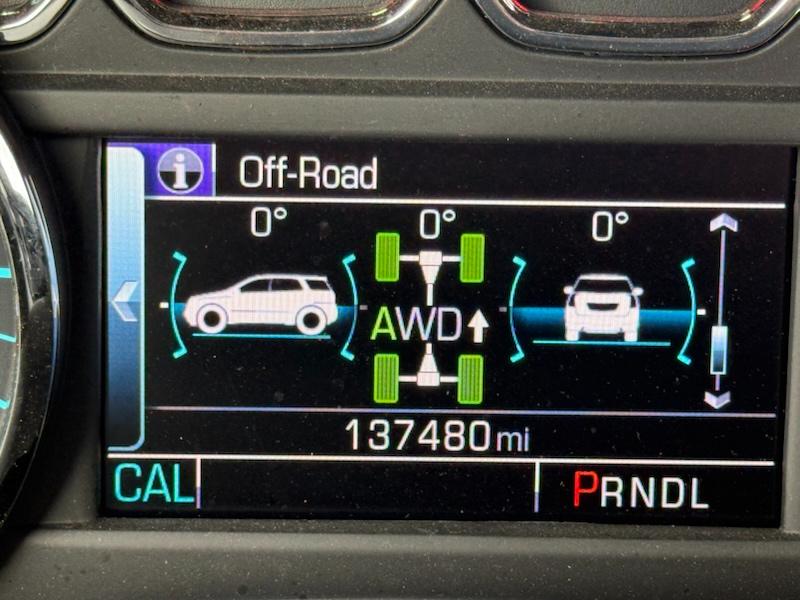 i Off-Road
0° 0° 0°
AWD
137480mi
CAL PRNDL